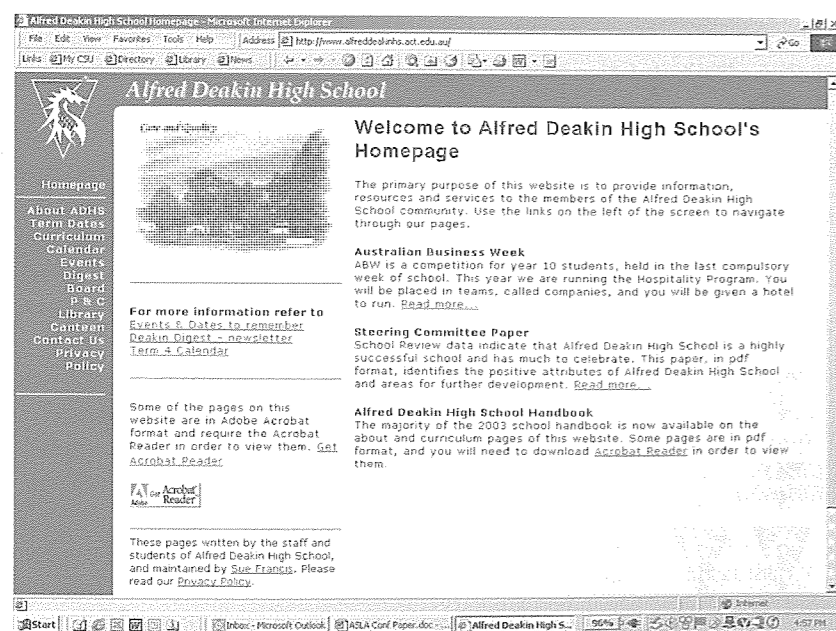 Alfred Deakin High School Homepage - Microsoft Internet Explorer
File Edit View Favorites Tools Help Address http://www.alfreddeakinhs.act.edu.au/ Go
Links My CSU Directory Library News
Alfred Deakin High School
Homepage
About ADHS
Term Dates
Curriculum
Calendar
Events
Digest
Board
P & C
Library
Canteen
Contact Us
Privacy
Policy
Care and Quality
For more information refer to
Events & Dates to remember
Deakin Digest - newsletter
Term 4 Calendar
Some of the pages on this
website are in Adobe Acrobat
format and require the Acrobat
Reader in order to view them. Get
Acrobat Reader
Adobe Get Acrobat
Reader
These pages written by the staff and
students of Alfred Deakin High School,
and maintained by Sue Francis. Please
read our Privacy Policy.
Welcome to Alfred Deakin High School's
Homepage
The primary purpose of this website is to provide information,
resources and services to the members of the Alfred Deakin High
School community. Use the links on the left of the screen to navigate
through our pages.
Australian Business Week
ABW is a competition for year 10 students, held in the last compulsory
week of school. This year we are running the Hospitality Program. You
will be placed in teams, called companies, and you will be given a hotel
to run. Read more...
Steering Committee Paper
School Review data indicate that Alfred Deakin High School is a highly
successful school and has much to celebrate. This paper, in pdf
format, identifies the positive attributes of Alfred Deakin High School
and areas for further development. Read more...
Alfred Deakin High School Handbook
The majority of the 2003 school handbook is now available on the
about and curriculum pages of this website. Some pages are in pdf
format, and you will need to download Acrobat Reader in order to view
them.
Internet
Start Inbox - Microsoft Outlook ASLA Conf Paper.doc - ... Alfred Deakin High S... 96% 4:57 PM